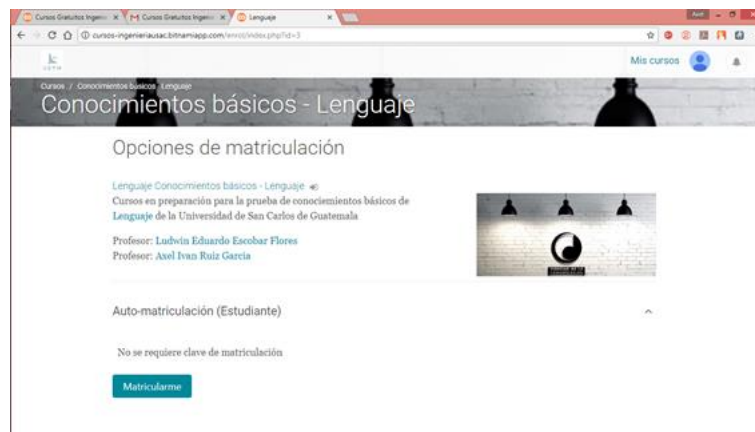 Cursos Gratuitos Ingenie
Cursos Gratuitos Ingenie
Lenguaje
cursos-ingenieriausac.bitnamiapp.com/enrol/index.php?id=3
Mis cursos
Cursos / Conocimientos básicos - Lenguaje
Conocimientos básicos - Lenguaje
Opciones de matriculación
Lenguaje Conocimientos básicos - Lenguaje
Cursos en preparación para la prueba de conociemientos básicos de
Lenguaje de la Universidad de San Carlos de Guatemala
Profesor: Ludwin Eduardo Escobar Flores
Profesor: Axel Ivan Ruiz Garcia
Auto-matriculación (Estudiante)
No se requiere clave de matriculación
Matricularme